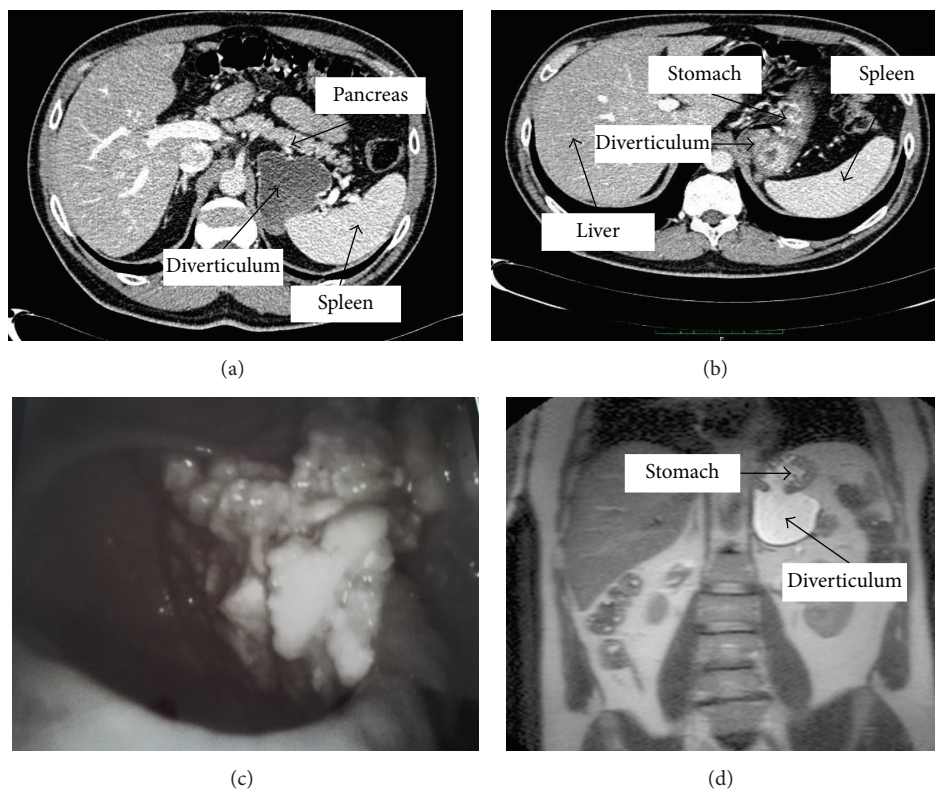 Pancreas
Diverticulum
Spleen
(a)
Stomach
Spleen
Diverticulum
Liver
(b)
(c)
Stomach
Diverticulum
(d)